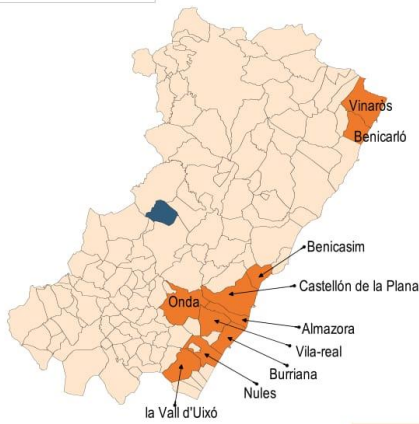 Vinaròs
Benicarló
Benicasim
Castellón de la Plana
Onda
Almazora
Vila-real
Burriana
Nules
la Vall d'Uixó